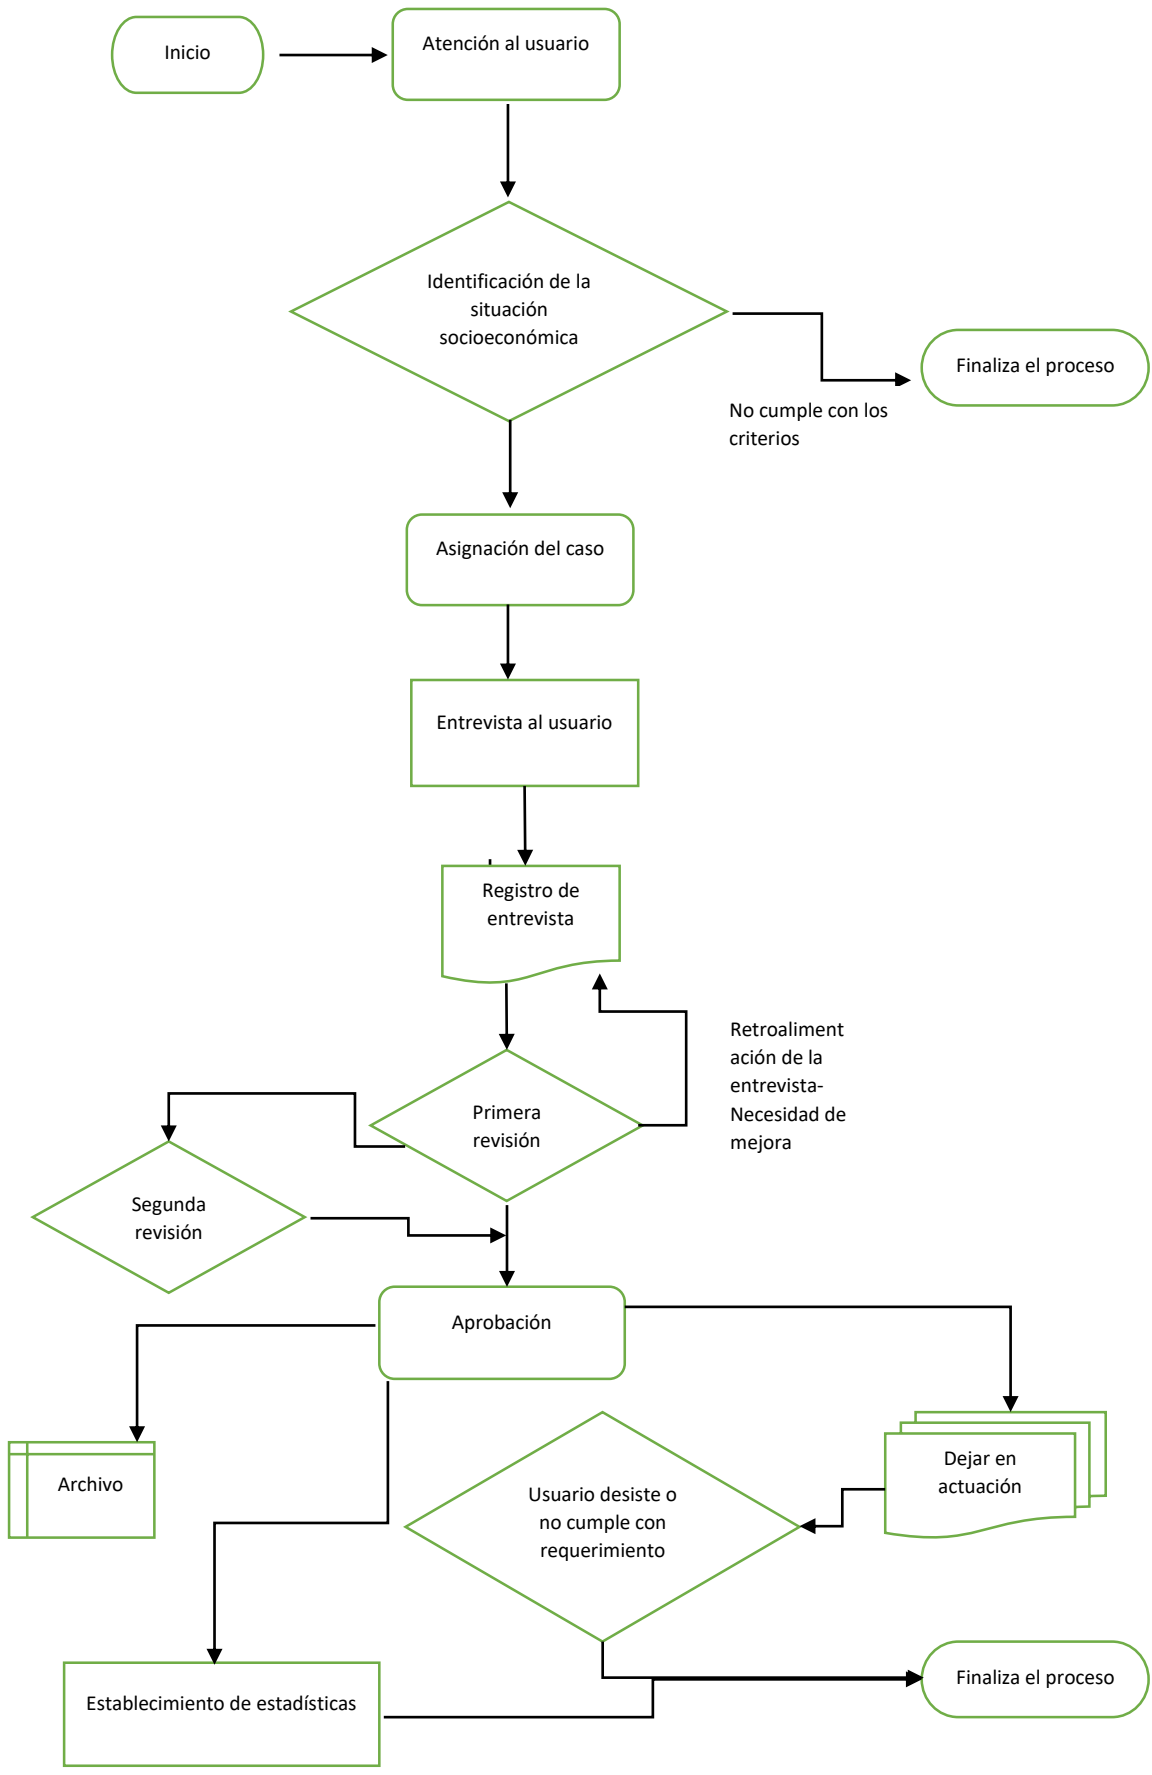 Inicio
Atención al usuario
Identificación de la
situación
socioeconómica
Finaliza el proceso
No cumple con los
criterios
Asignación del caso
Entrevista al usuario
Registro de
entrevista
Retroaliment
ación de la
entrevista-
Necesidad de
mejora
Primera
revisión
Segunda
revisión
Aprobación
Archivo
Dejar en
actuación
Usuario desiste o
no cumple con
requerimiento
Establecimiento de estadísticas
Finaliza el proceso